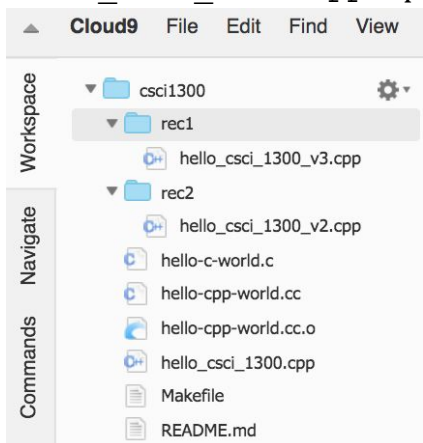 Cloud9 File Edit Find View
Workspace
Navigate
Commands
csci1300
rec1
hello_csci_1300_v3.cpp
rec2
hello_csci_1300_v2.cpp
hello-c-world.c
hello-cpp-world.cc
hello-cpp-world.cc.o
hello_csci_1300.cpp
Makefile
README.md